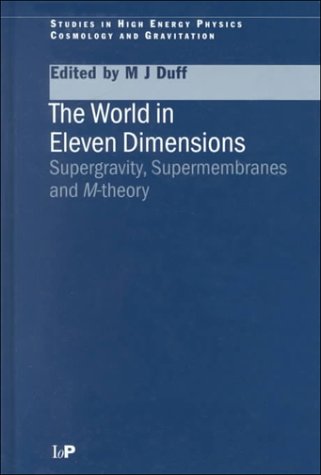 STUDIES IN HIGH ENERGY PHYSICS
COSMOLOGY AND GRAVITATION
Edited by M J Duff
The World in
Eleven Dimensions
Supergravity, Supermembranes
and M-theory
IoP